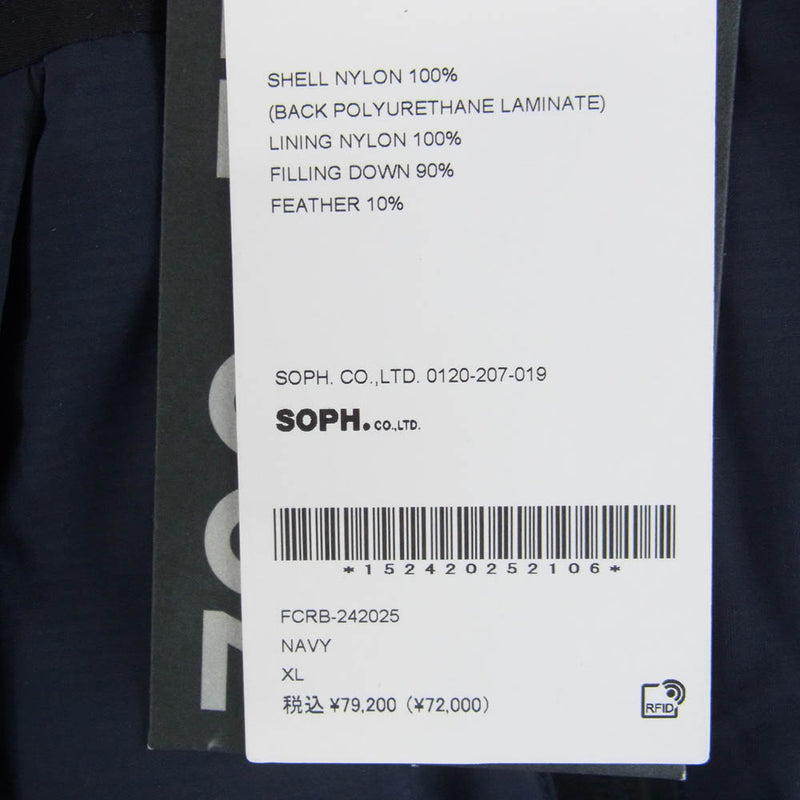 SHELL NYLON 100%
(BACK POLYURETHANE LAMINATE)
LINING NYLON 100%
FILLING DOWN 90%
FEATHER 10%
SOPH. CO.,LTD. 0120-207-019
SOPH. CO.,LTD.
*152420252106*
FCRB-242025
NAVY
XL
税込 ¥79,200 (¥72,000)
RFID